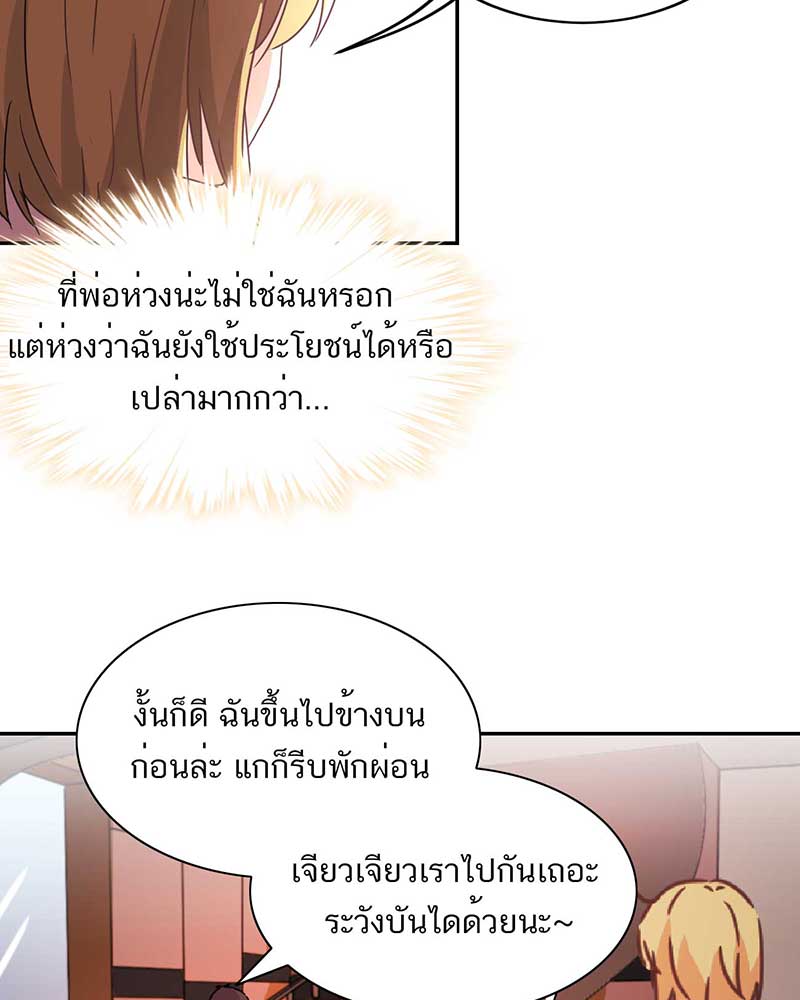 ที่พ่อห่วงน่ะไม่ใช่ฉันหรอก
แต่ห่วงว่าฉันยังใช้ประโยชน์ได้หรือ
เปล่ามากกว่า...
งั้นก็ดี ฉันขึ้นไปข้างบน
ก่อนล่ะ แกก็รีบพักผ่อน
เจียวเจียวเราไปกันเถอะ
ระวังบันไดด้วยนะ~